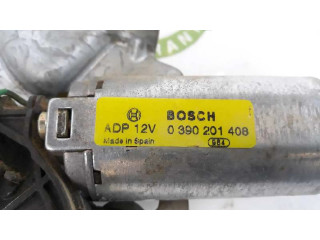 BOSCH
ADP 12V 0 390 201 408
Made in Spain